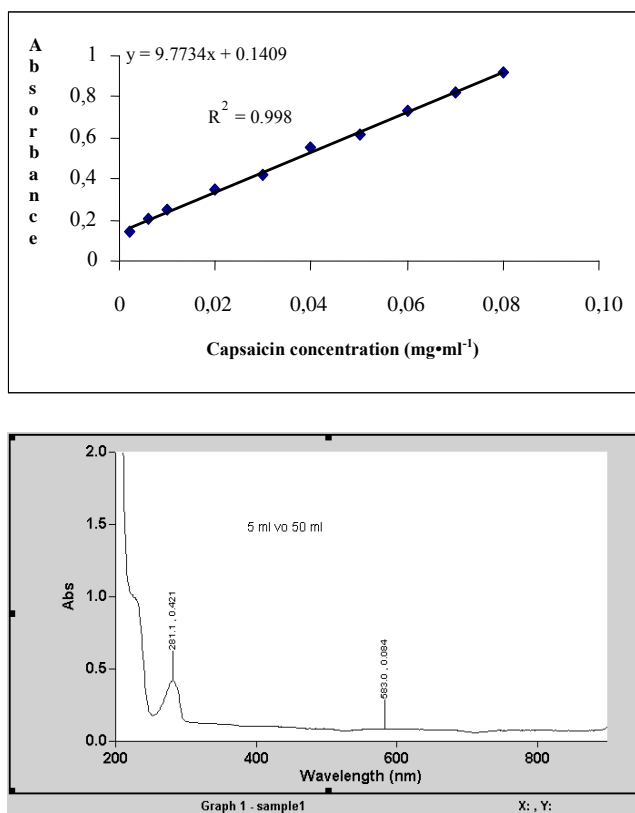 Absorbance
y = 9.7734x + 0.1409
R² = 0.998
1
0,8
0,6
0,4
0,2
0
0 0,02 0,04 0,06 0,08 0,10
Capsaicin concentration (mg•ml⁻¹)
2.0
1.5
1.0
0.5
0.0
Abs
5 ml vo 50 ml
281.1 , 0.421
583.0 , 0.084
200 400 600 800
Wavelength (nm)
Graph 1 - sample1 X: , Y: